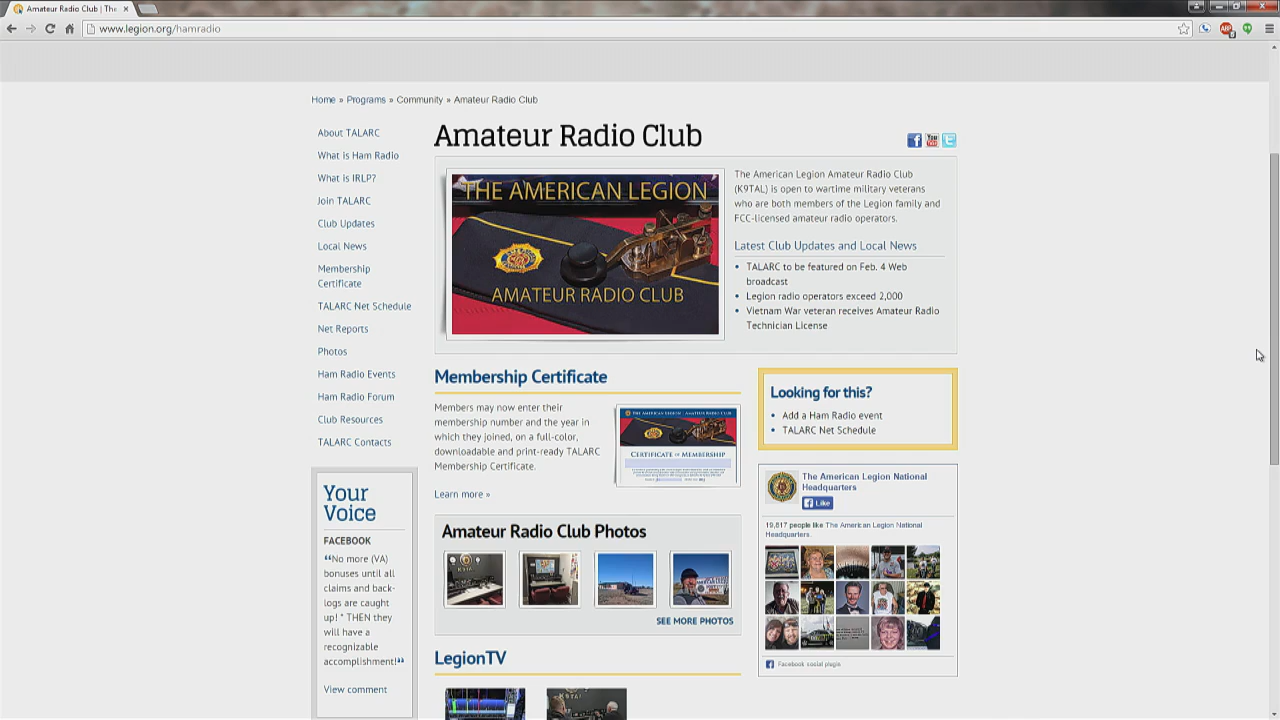 Amateur Radio Club | The
www.legion.org/hamradio
Home » Programs » Community » Amateur Radio Club
About TALARC
What is Ham Radio
What is IRLP?
Join TALARC
Club Updates
Local News
Membership
Certificate
TALARC Net Schedule
Net Reports
Photos
Ham Radio Events
Ham Radio Forum
Club Resources
TALARC Contacts
Your
Voice
FACEBOOK
“No more (VA)
bonuses until all
claims and back-
logs are caught
up! " THEN they
will have a
recognizable
accomplishment!”
View comment
Amateur Radio Club
THE AMERICAN LEGION
AMATEUR RADIO CLUB
The American Legion Amateur Radio Club
(K9TAL) is open to wartime military veterans
who are both members of the Legion family and
FCC-licensed amateur radio operators.
Latest Club Updates and Local News
• TALARC to be featured on Feb. 4 Web
broadcast
• Legion radio operators exceed 2,000
• Vietnam War veteran receives Amateur Radio
Technician License
Membership Certificate
Members may now enter their
membership number and the year in
which they joined, on a full-color,
downloadable and print-ready TALARC
Membership Certificate.
Learn more »
THE AMERICAN LEGION - AMATEUR RADIO CLUB
CERTIFICATE OF MEMBERSHIP
Amateur Radio Club Photos
SEE MORE PHOTOS
LegionTV
Looking for this?
• Add a Ham Radio event
• TALARC Net Schedule
The American Legion National
Headquarters
Like
19,817 people like The American Legion National
Headquarters.
Facebook social plugin